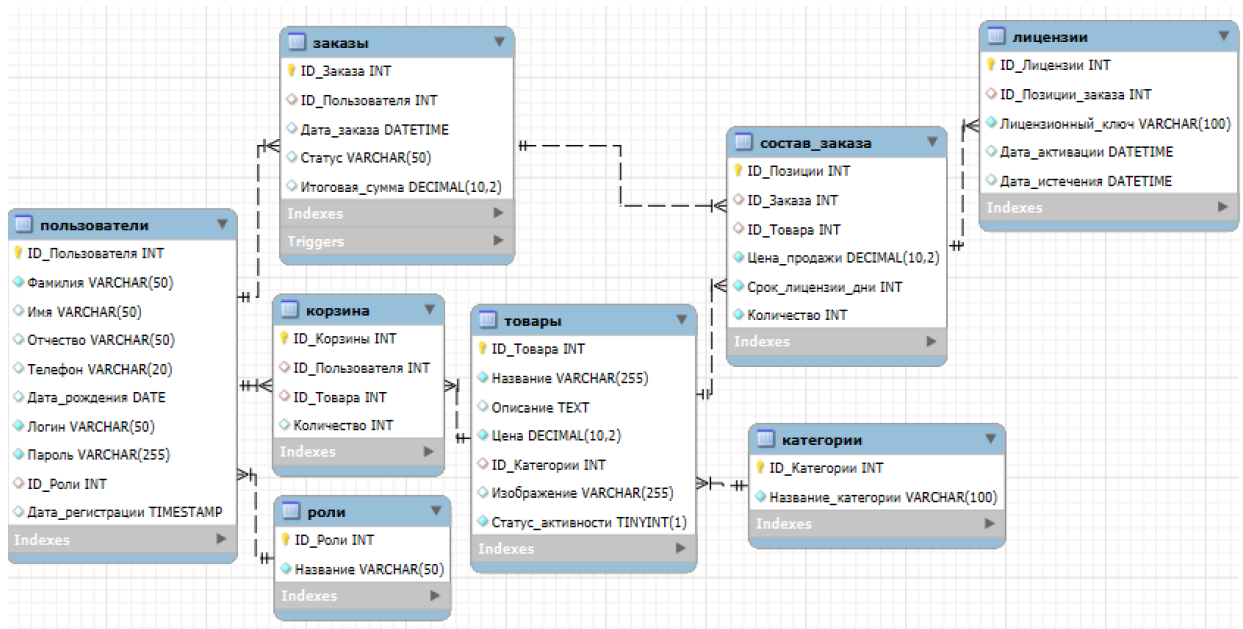 заказы
ID_Заказа INT
ID_Пользователя INT
Дата_заказа DATETIME
Статус VARCHAR(50)
Итоговая_сумма DECIMAL(10,2)
Indexes
Triggers
лицензии
ID_Лицензии INT
ID_Позиции_заказа INT
Лицензионный_ключ VARCHAR(100)
Дата_активации DATETIME
Дата_истечения DATETIME
Indexes
состав_заказа
ID_Позиции INT
ID_Заказа INT
ID_Товара INT
Цена_продажи DECIMAL(10,2)
Срок_лицензии_дни INT
Количество INT
Indexes
пользователи
ID_Пользователя INT
Фамилия VARCHAR(50)
Имя VARCHAR(50)
Отчество VARCHAR(50)
Телефон VARCHAR(20)
Дата_рождения DATE
Логин VARCHAR(50)
Пароль VARCHAR(255)
ID_Роли INT
Дата_регистрации TIMESTAMP
Indexes
корзина
ID_Корзины INT
ID_Пользователя INT
ID_Товара INT
Количество INT
Indexes
товары
ID_Товара INT
Название VARCHAR(255)
Описание TEXT
Цена DECIMAL(10,2)
ID_Категории INT
Изображение VARCHAR(255)
Статус_активности TINYINT(1)
Indexes
категории
ID_Категории INT
Название_категории VARCHAR(100)
Indexes
роли
ID_Роли INT
Название VARCHAR(50)
Indexes